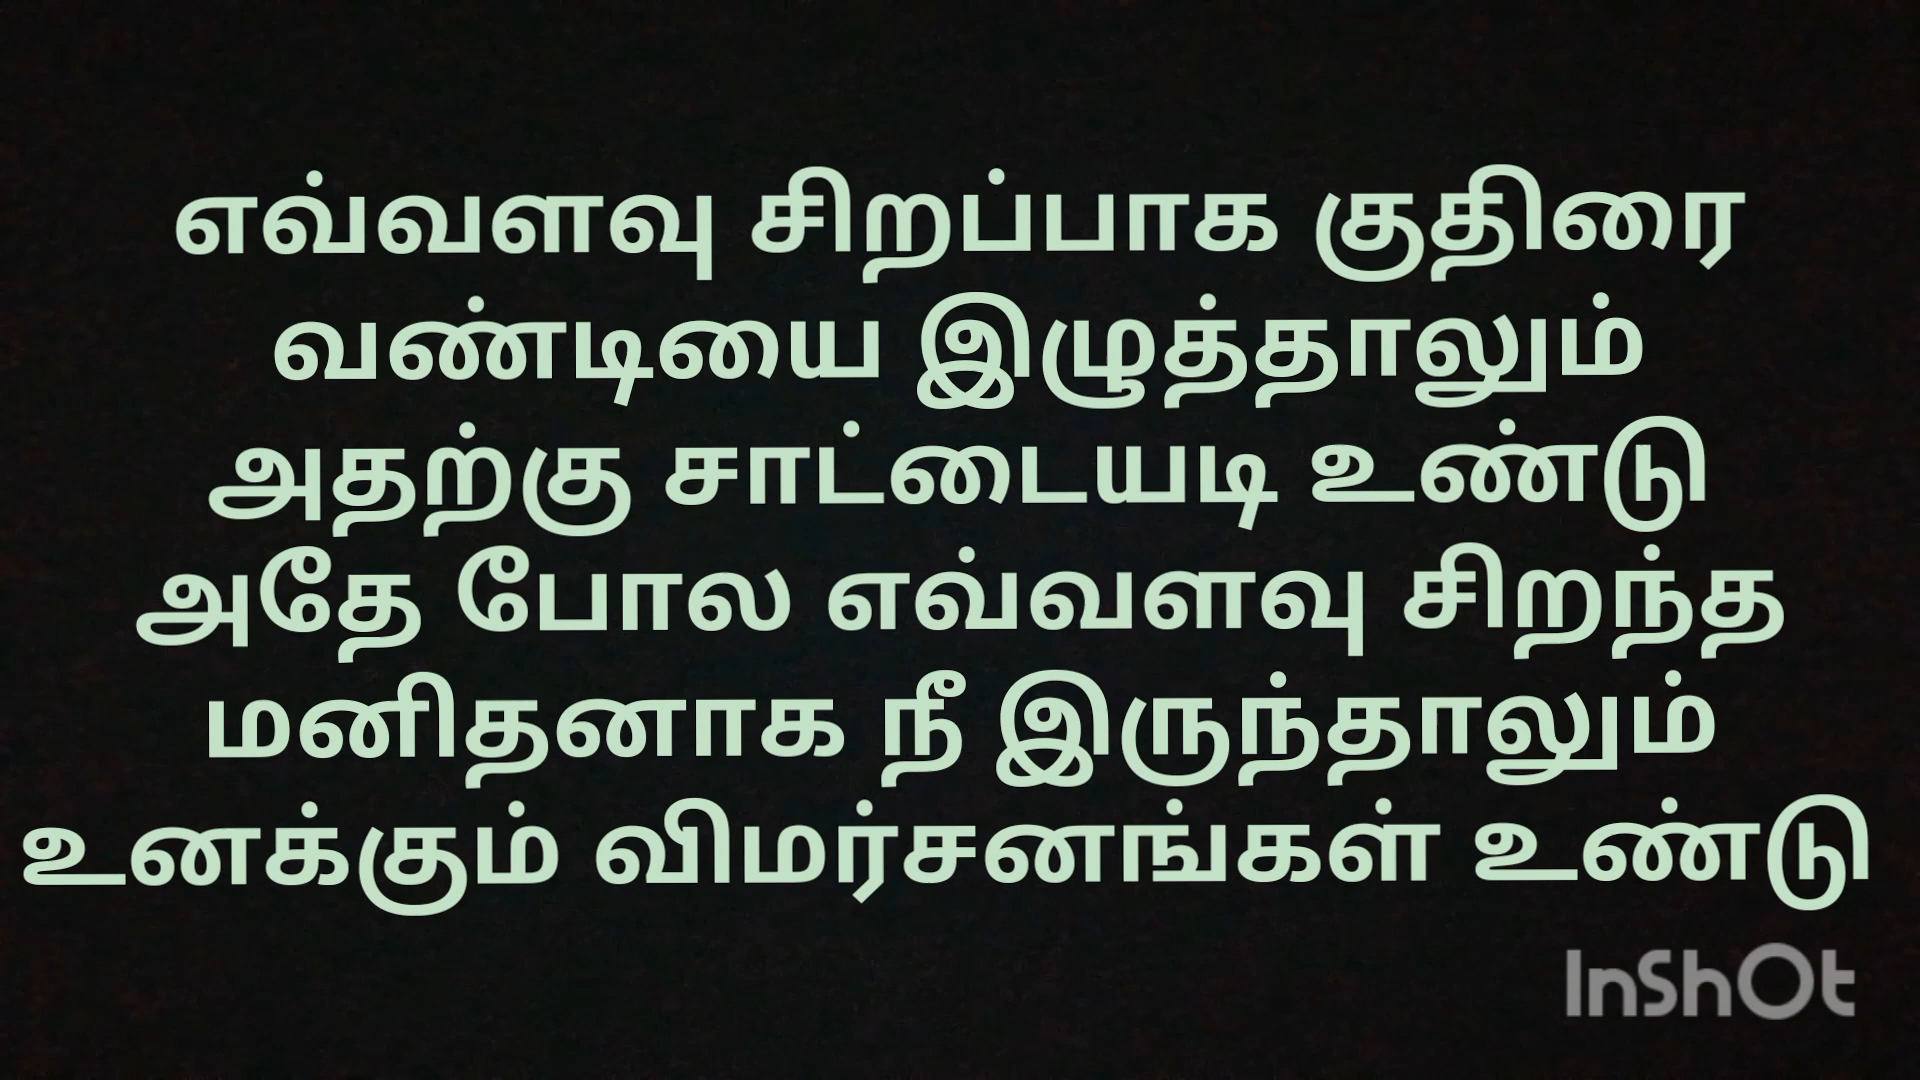 எவ்வளவு சிறப்பாக குதிரை
வண்டியை இழுத்தாலும்
அதற்கு சாட்டையடி உண்டு
அதே போல எவ்வளவு சிறந்த
மனிதனாக நீ இருந்தாலும்
உனக்கும் விமர்சனங்கள் உண்டு
InShOt